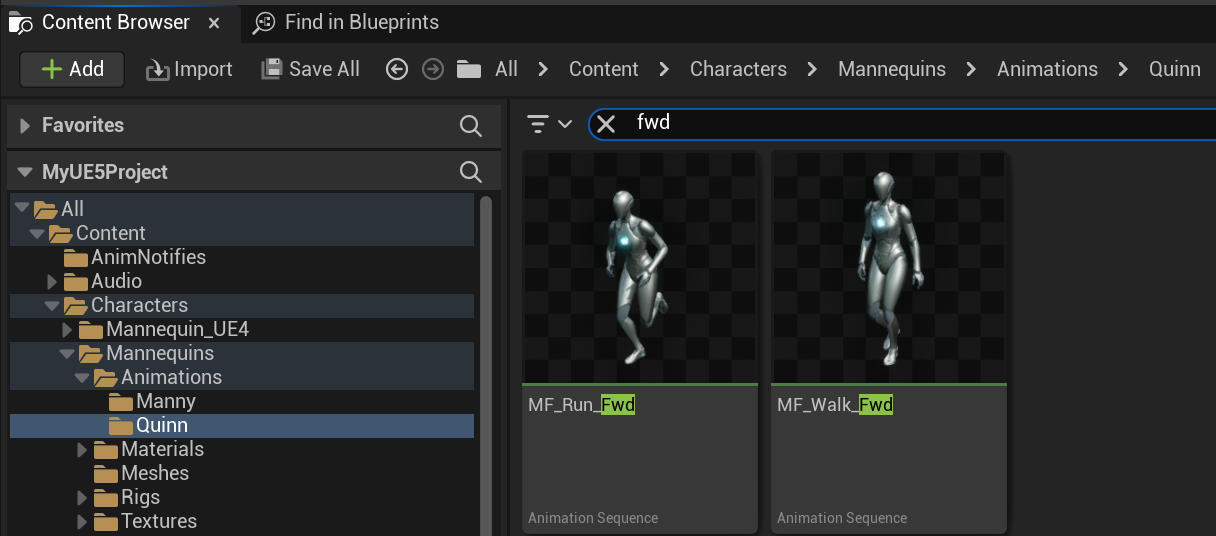 Content Browser
Find in Blueprints
Add Import Save All All Content Characters Mannequins Animations Quinn
Favorites
fwd
MyUE5Project
All
Content
AnimNotifies
Audio
Characters
Mannequin_UE4
Mannequins
Animations
Manny
Quinn
Materials
Meshes
Rigs
Textures
MF_Run_Fwd
Animation Sequence
MF_Walk_Fwd
Animation Sequence